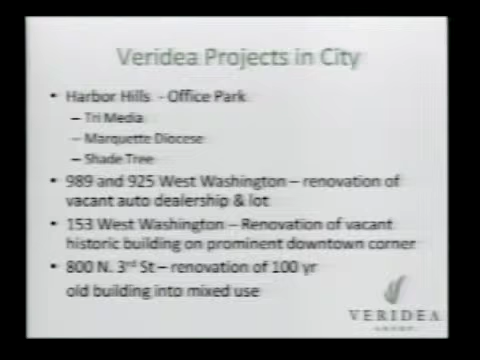 Veridea Projects in City
• Harbor Hills - Office Park
– Tri Media
– Marquette Diocese
– Shade Tree
• 989 and 925 West Washington – renovation of
vacant auto dealership & lot
• 153 West Washington – Renovation of vacant
historic building on prominent downtown corner
• 800 N. 3rd St – renovation of 100 yr
old building into mixed use
VERIDEA
GROUP